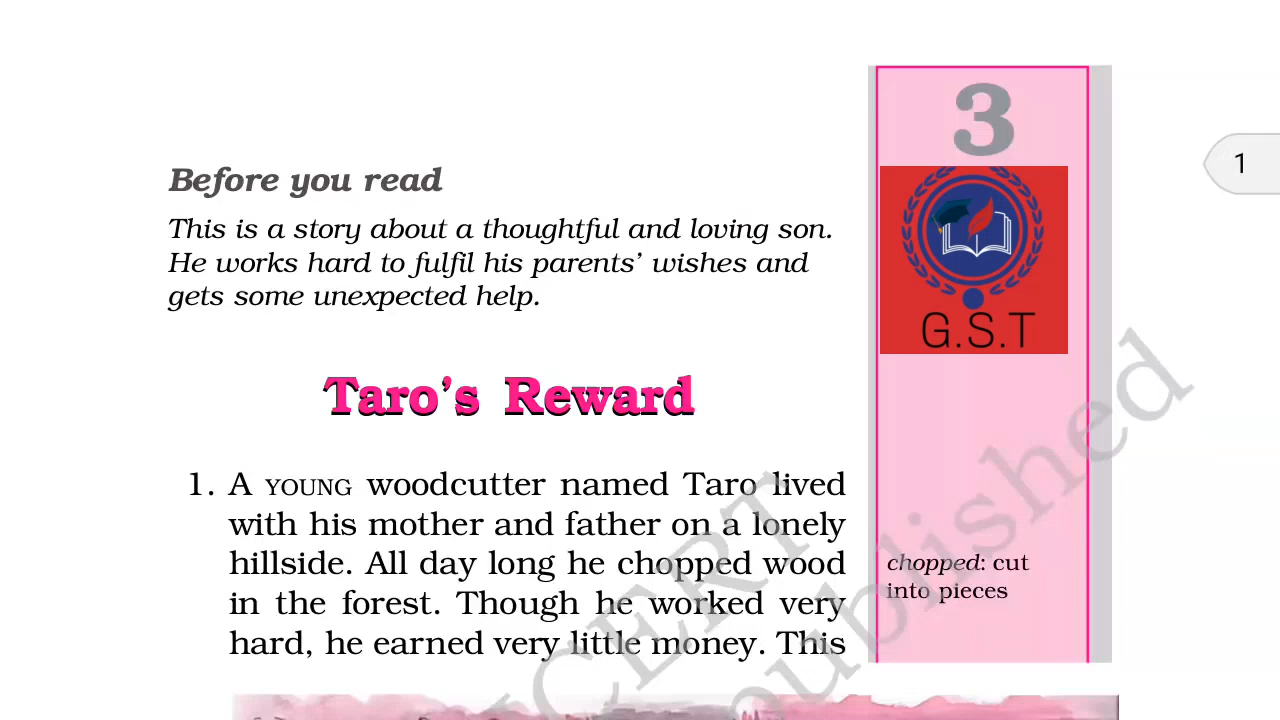 3
1
Before you read
This is a story about a thoughtful and loving son.
He works hard to fulfil his parents' wishes and
gets some unexpected help.
G.S.T
Taro's Reward
1. A YOUNG woodcutter named Taro lived
with his mother and father on a lonely
hillside. All day long he chopped wood
in the forest. Though he worked very
hard, he earned very little money. This
chopped: cut
into pieces
NCERT
published